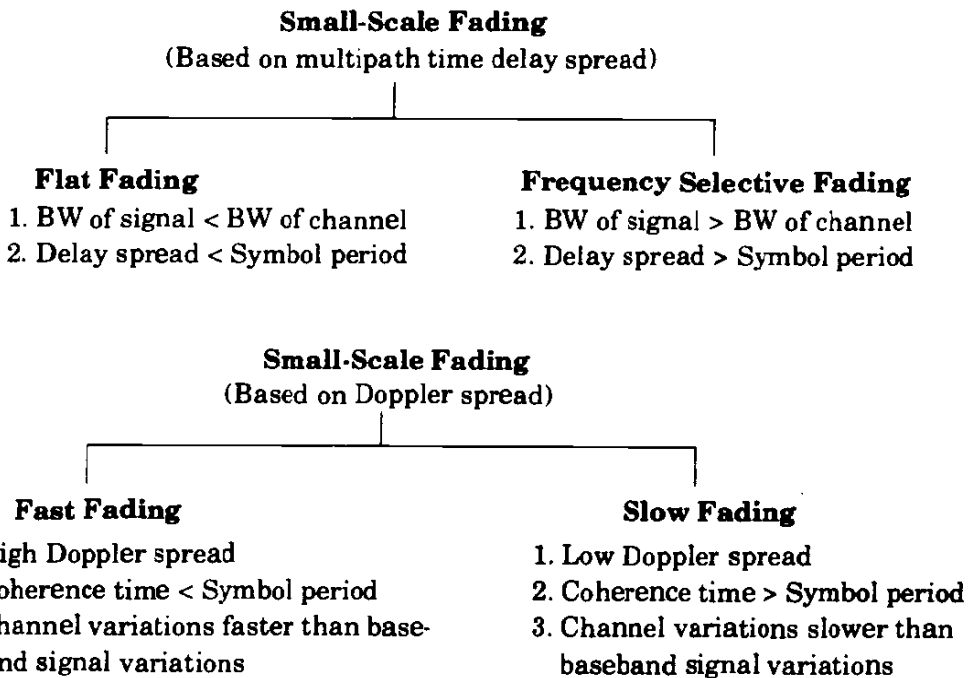 Small-Scale Fading
(Based on multipath time delay spread)
Flat Fading
1. BW of signal < BW of channel
2. Delay spread < Symbol period
Frequency Selective Fading
1. BW of signal > BW of channel
2. Delay spread > Symbol period
Small-Scale Fading
(Based on Doppler spread)
Fast Fading
igh Doppler spread
oherence time < Symbol period
hannel variations faster than base-
nd signal variations
Slow Fading
1. Low Doppler spread
2. Coherence time > Symbol period
3. Channel variations slower than
baseband signal variations